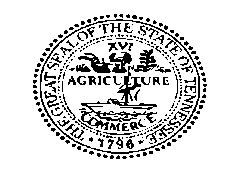 THE GREAT SEAL OF THE STATE OF TENNESSEE
XVI
AGRICULTURE
COMMERCE
1796